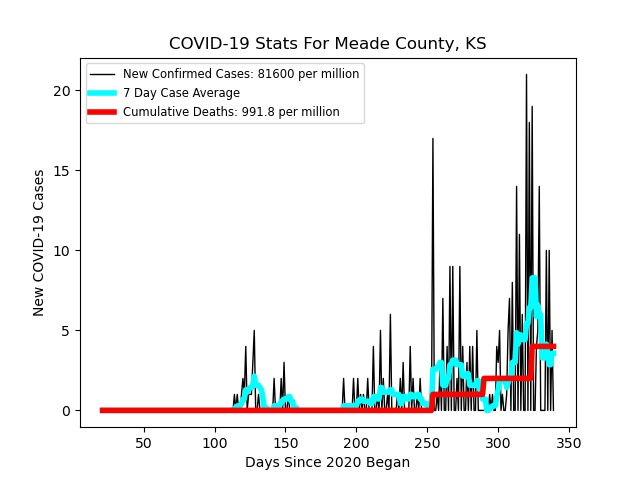 COVID-19 Stats For Meade County, KS
New Confirmed Cases: 81600 per million
7 Day Case Average
Cumulative Deaths: 991.8 per million
New COVID-19 Cases
20
15
10
5
0
50 100 150 200 250 300 350
Days Since 2020 Began